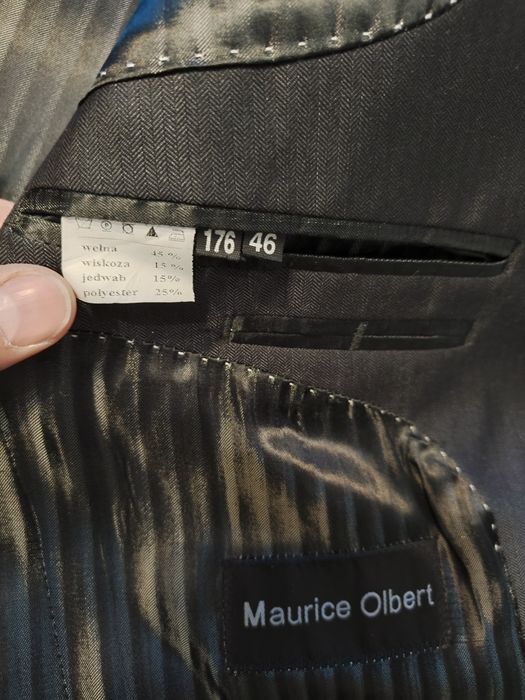 176 46
wełna 45%
wiskoza 15%
jedwab 15%
polyester 25%
Maurice Olbert